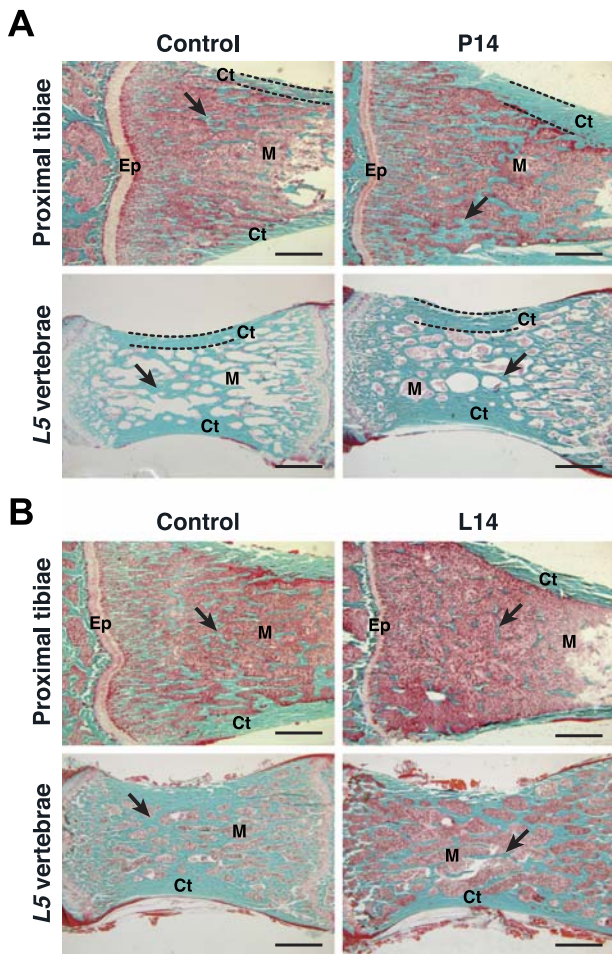 A
Control
P14
Proximal tibiae
Ct
Ep
M
Ct
Ct
Ep
M
L5 vertebrae
Ct
M
Ct
Ct
M
Ct
B
Control
L14
Proximal tibiae
Ep
M
Ct
Ct
Ep
M
L5 vertebrae
M
Ct
M
Ct